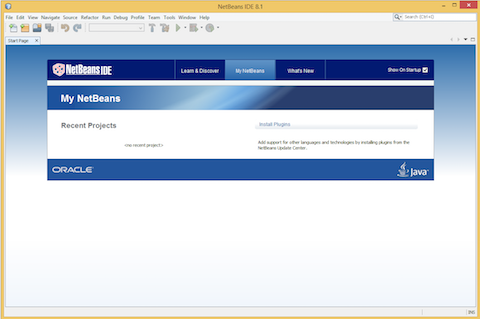 NetBeans IDE 8.1
File Edit View Navigate Source Refactor Run Debug Profile Team Tools Window Help
Search (Ctrl+I)
Start Page
NetBeans IDE
Learn & Discover
My NetBeans
What's New
Show On Startup
My NetBeans
Recent Projects
Install Plugins
<no recent project>
Add support for other languages and technologies by installing plugins from the
NetBeans Update Center.
ORACLE
Java
INS